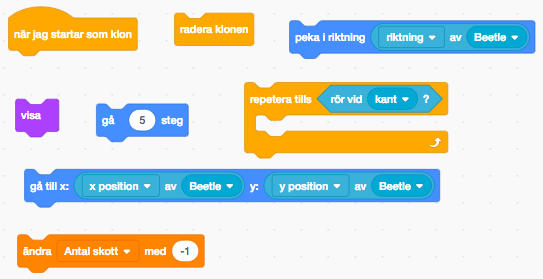 när jag startar som klon
radera klonen
peka i riktning riktning av Beetle
visa
gå 5 steg
repetera tills rör vid kant ?
gå till x: x position av Beetle y: y position av Beetle
ändra Antal skott med -1